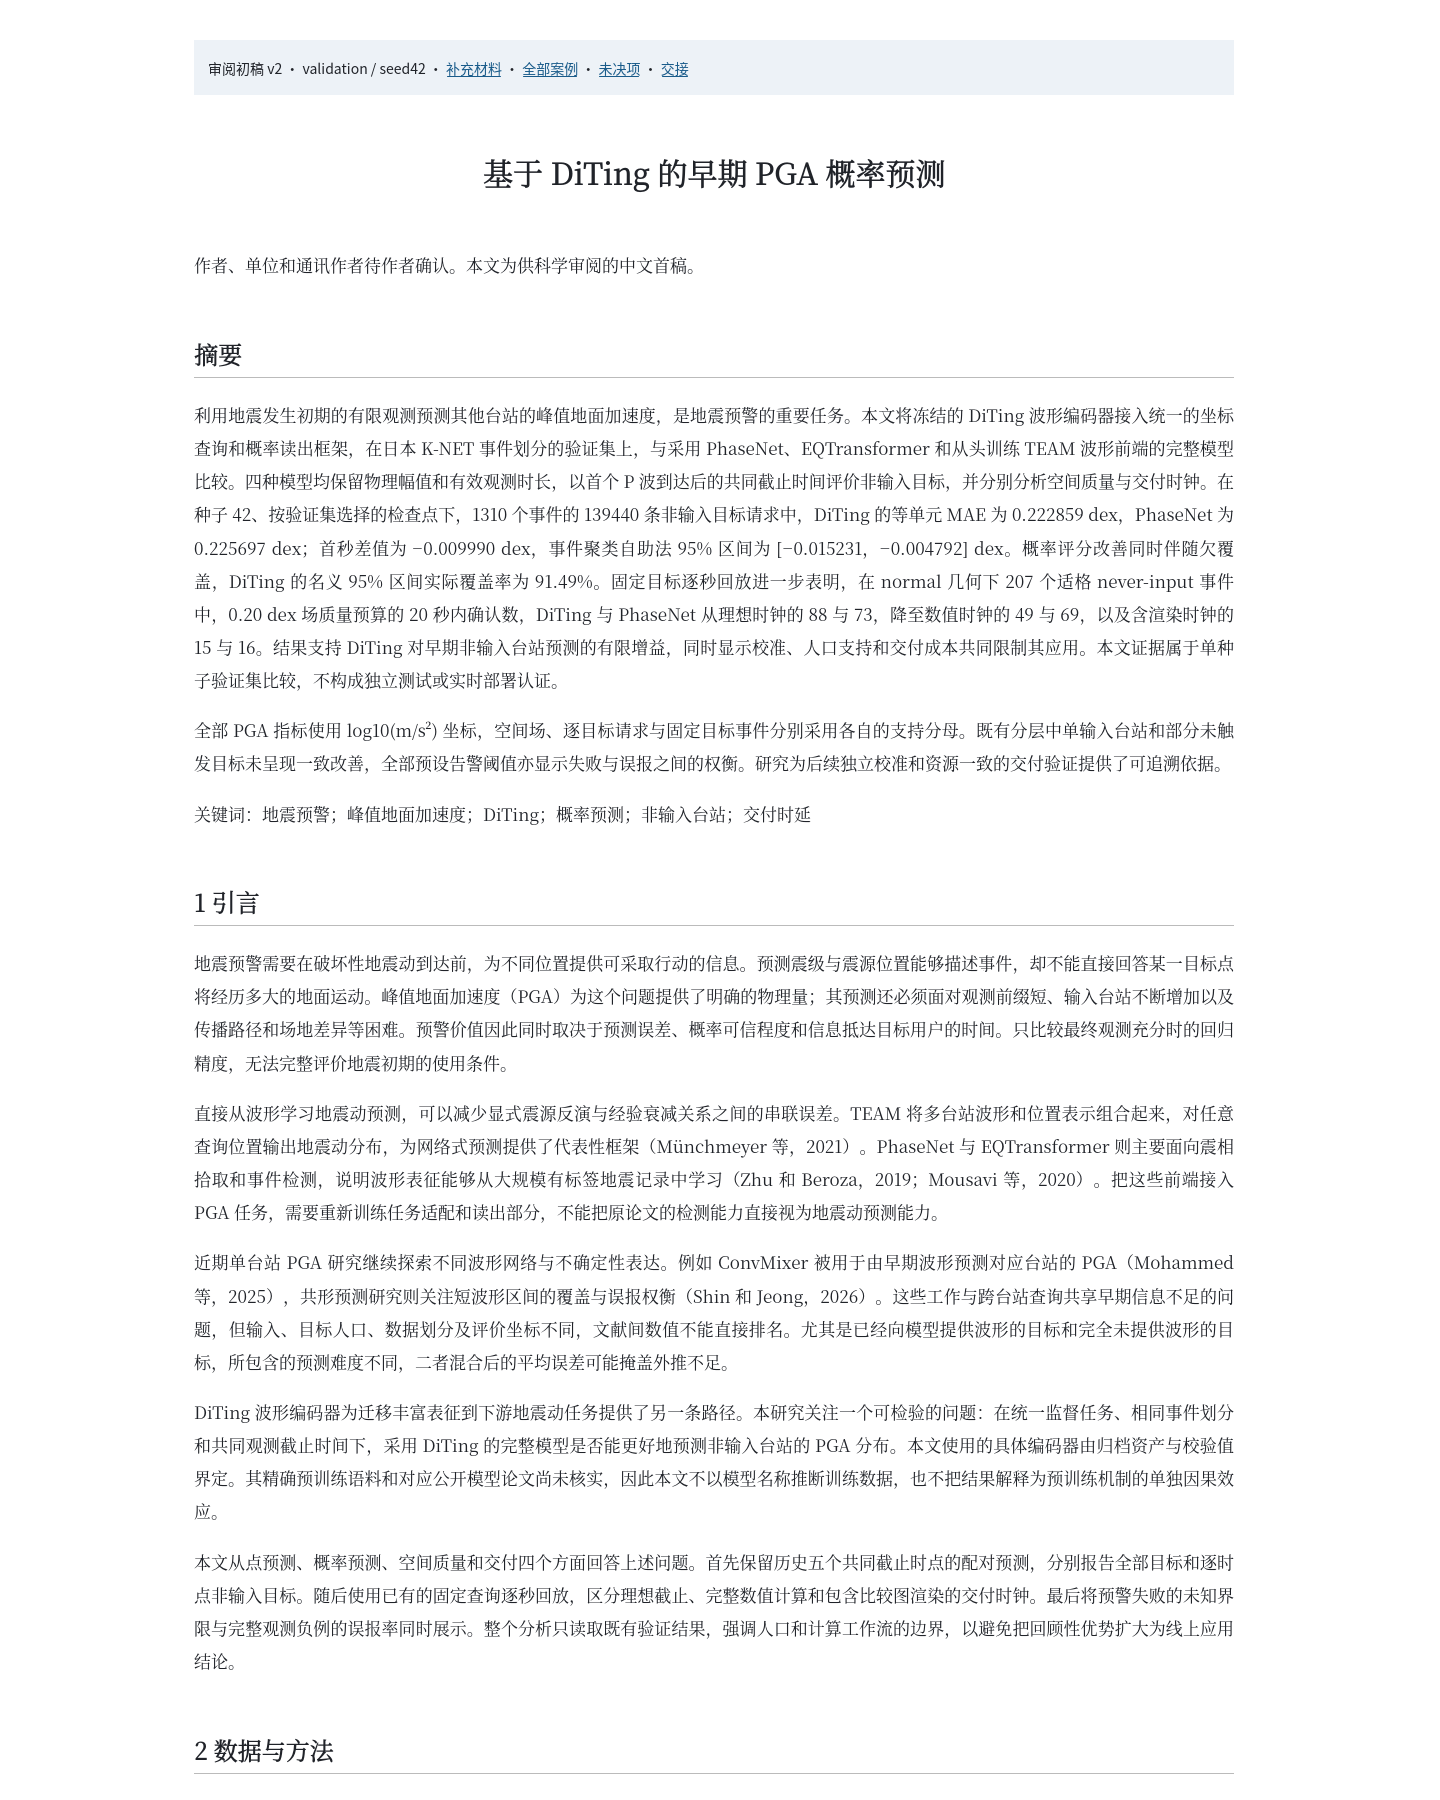 审阅初稿 v2 · validation / seed42 · 补充材料 · 全部案例 · 未决项 · 交接
基于 DiTing 的早期 PGA 概率预测
作者、单位和通讯作者待作者确认。本文为供科学审阅的中文首稿。
摘要
利用地震发生初期的有限观测预测其他台站的峰值地面加速度，是地震预警的重要任务。本文将冻结的 DiTing 波形编码器接入统一的坐标
查询和概率读出框架，在日本 K-NET 事件划分的验证集上，与采用 PhaseNet、EQTransformer 和从头训练 TEAM 波形前端的完整模型
比较。四种模型均保留物理幅值和有效观测时长，以首个 P 波到达后的共同截止时间评价非输入目标，并分别分析空间质量与交付时钟。在
种子 42、按验证集选择的检查点下，1310 个事件的 139440 条非输入目标请求中，DiTing 的等单元 MAE 为 0.222859 dex，PhaseNet 为
0.225697 dex；首秒差值为 −0.009990 dex，事件聚类自助法 95% 区间为 [−0.015231，−0.004792] dex。概率评分改善同时伴随欠覆
盖，DiTing 的名义 95% 区间实际覆盖率为 91.49%。固定目标逐秒回放进一步表明，在 normal 几何下 207 个适格 never-input 事件
中，0.20 dex 场质量预算的 20 秒内确认数，DiTing 与 PhaseNet 从理想时钟的 88 与 73，降至数值时钟的 49 与 69，以及含渲染时钟的
15 与 16。结果支持 DiTing 对早期非输入台站预测的有限增益，同时显示校准、人口支持和交付成本共同限制其应用。本文证据属于单种
子验证集比较，不构成独立测试或实时部署认证。
全部 PGA 指标使用 log10(m/s²) 坐标，空间场、逐目标请求与固定目标事件分别采用各自的支持分母。既有分层中单输入台站和部分未触
发目标未呈现一致改善，全部预设告警阈值亦显示失败与误报之间的权衡。研究为后续独立校准和资源一致的交付验证提供了可追溯依据。
关键词：地震预警；峰值地面加速度；DiTing；概率预测；非输入台站；交付时延
1 引言
地震预警需要在破坏性地震动到达前，为不同位置提供可采取行动的信息。预测震级与震源位置能够描述事件，却不能直接回答某一目标点
将经历多大的地面运动。峰值地面加速度（PGA）为这个问题提供了明确的物理量；其预测还必须面对观测前缀短、输入台站不断增加以及
传播路径和场地差异等困难。预警价值因此同时取决于预测误差、概率可信程度和信息抵达目标用户的时间。只比较最终观测充分时的回归
精度，无法完整评价地震初期的使用条件。
直接从波形学习地震动预测，可以减少显式震源反演与经验衰减关系之间的串联误差。TEAM 将多台站波形和位置表示组合起来，对任意
查询位置输出地震动分布，为网络式预测提供了代表性框架（Münchmeyer 等，2021）。PhaseNet 与 EQTransformer 则主要面向震相
拾取和事件检测，说明波形表征能够从大规模有标签地震记录中学习（Zhu 和 Beroza，2019；Mousavi 等，2020）。把这些前端接入
PGA 任务，需要重新训练任务适配和读出部分，不能把原论文的检测能力直接视为地震动预测能力。
近期单台站 PGA 研究继续探索不同波形网络与不确定性表达。例如 ConvMixer 被用于由早期波形预测对应台站的 PGA（Mohammed
等，2025），共形预测研究则关注短波形区间的覆盖与误报权衡（Shin 和 Jeong，2026）。这些工作与跨台站查询共享早期信息不足的问
题，但输入、目标人口、数据划分及评价坐标不同，文献间数值不能直接排名。尤其是已经向模型提供波形的目标和完全未提供波形的目
标，所包含的预测难度不同，二者混合后的平均误差可能掩盖外推不足。
DiTing 波形编码器为迁移丰富表征到下游地震动任务提供了另一条路径。本研究关注一个可检验的问题：在统一监督任务、相同事件划分
和共同观测截止时间下，采用 DiTing 的完整模型是否能更好地预测非输入台站的 PGA 分布。本文使用的具体编码器由归档资产与校验值
界定。其精确预训练语料和对应公开模型论文尚未核实，因此本文不以模型名称推断训练数据，也不把结果解释为预训练机制的单独因果效
应。
本文从点预测、概率预测、空间质量和交付四个方面回答上述问题。首先保留历史五个共同截止时点的配对预测，分别报告全部目标和逐时
点非输入目标。随后使用已有的固定查询逐秒回放，区分理想截止、完整数值计算和包含比较图渲染的交付时钟。最后将预警失败的未知界
限与完整观测负例的误报率同时展示。整个分析只读取既有验证结果，强调人口和计算工作流的边界，以避免把回顾性优势扩大为线上应用
结论。
2 数据与方法